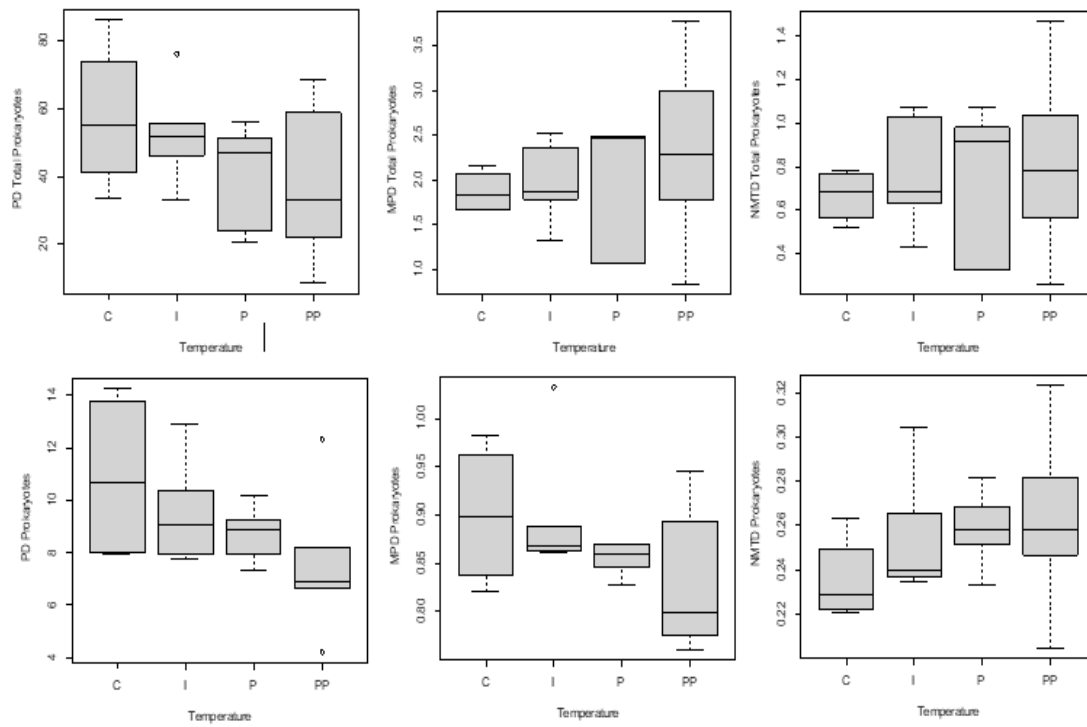 PD Total Prokaryotes
80
60
40
20
C I P PP
Temperature
MPD Total Prokaryotes
3.5
3.0
2.5
2.0
1.5
1.0
C I P PP
Temperature
NMTD Total Prokaryotes
1.4
1.2
1.0
0.8
0.6
0.4
C I P PP
Temperature
PD Prokaryotes
14
12
10
8
6
4
C I P PP
Temperature
MPD Prokaryotes
1.00
0.95
0.90
0.85
0.80
C I P PP
Temperature
NMTD Prokaryotes
0.32
0.30
0.28
0.26
0.24
0.22
C I P PP
Temperature